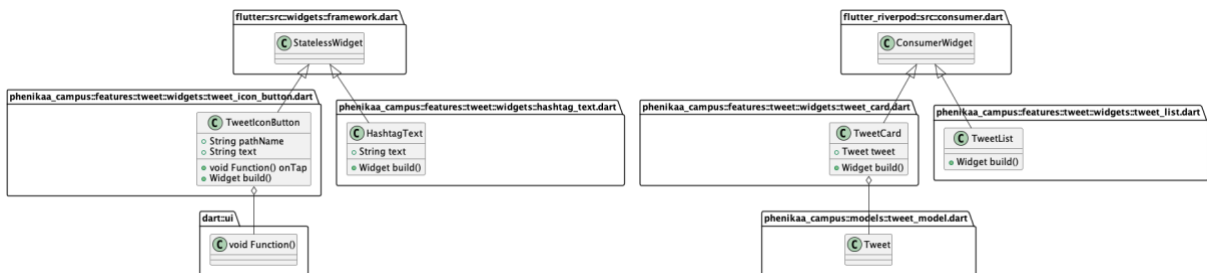 flutter::src::widgets::framework.dart
C StatelessWidget
phenikaa_campus::features::tweet::widgets::tweet_icon_button.dart
C TweetIconButton
String pathName
String text
void Function() onTap
Widget build()
phenikaa_campus::features::tweet::widgets::hashtag_text.dart
C HashtagText
String text
Widget build()
dart::ui
C void Function()
flutter_riverpod::src::consumer.dart
C ConsumerWidget
phenikaa_campus::features::tweet::widgets::tweet_card.dart
C TweetCard
Tweet tweet
Widget build()
phenikaa_campus::features::tweet::widgets::tweet_list.dart
C TweetList
Widget build()
phenikaa_campus::models::tweet_model.dart
C Tweet